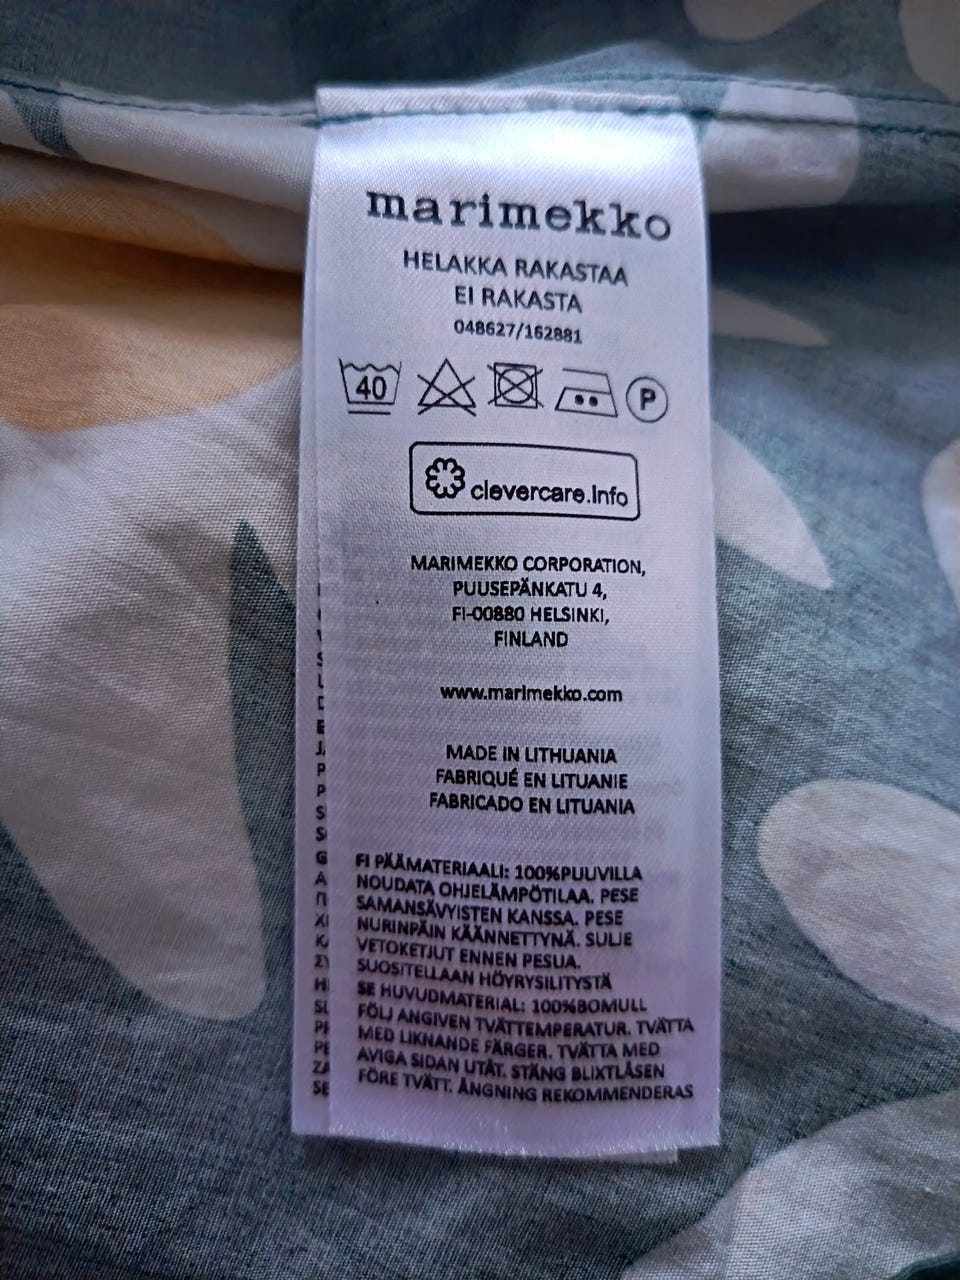 marimekko
HELAKKA RAKASTAA
EI RAKASTA
048627/162881
40
P
clevercare.info
MARIMEKKO CORPORATION,
PUUSEPÄNKATU 4,
FI-00880 HELSINKI,
FINLAND
www.marimekko.com
MADE IN LITHUANIA
FABRIQUÉ EN LITUANIE
FABRICADO EN LITUANIA
FI PÄÄMATERIAALI: 100%PUUVILLA
NOUDATA OHJELÄMPÖTILAA. PESE
SAMANSÄVYISTEN KANSSA. PESE
NURINPÄIN KÄÄNNETTYNÄ. SULJE
VETOKETJUT ENNEN PESUA.
SUOSITELLAAN HÖYRYSILITYSTÄ
SE HUVUDMATERIAL: 100%BOMULL
FÖLJ ANGIVEN TVÄTTEMPERATUR. TVÄTTA
MED LIKNANDE FÄRGER. TVÄTTA MED
AVIGA SIDAN UTÅT. STÄNG BLIXTLÅSEN
FÖRE TVÄTT. ÅNGNING REKOMMENDERAS